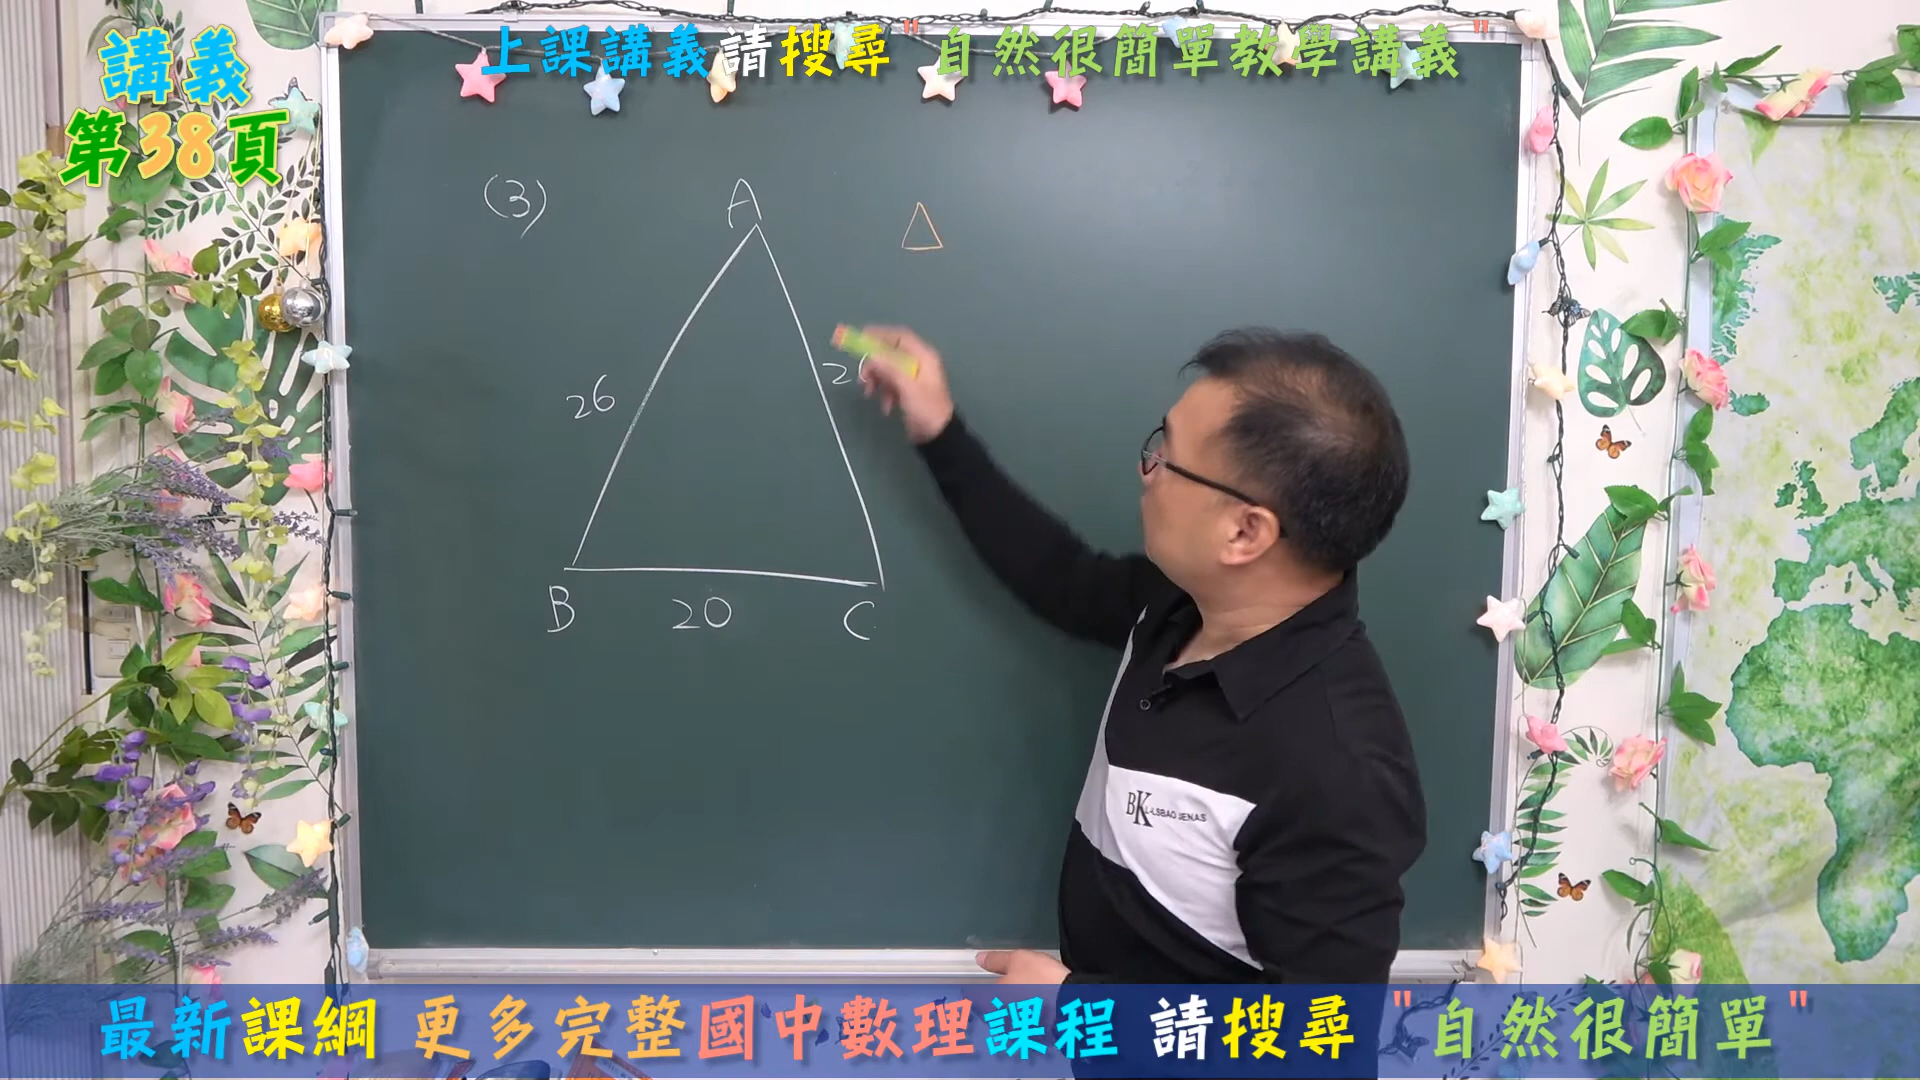 上課講義請搜尋"自然很簡單教學講義"
講義
第38頁
(3)
A
26
B
20
C
BK
最新課綱 更多完整國中數理課程 請搜尋"自然很簡單"